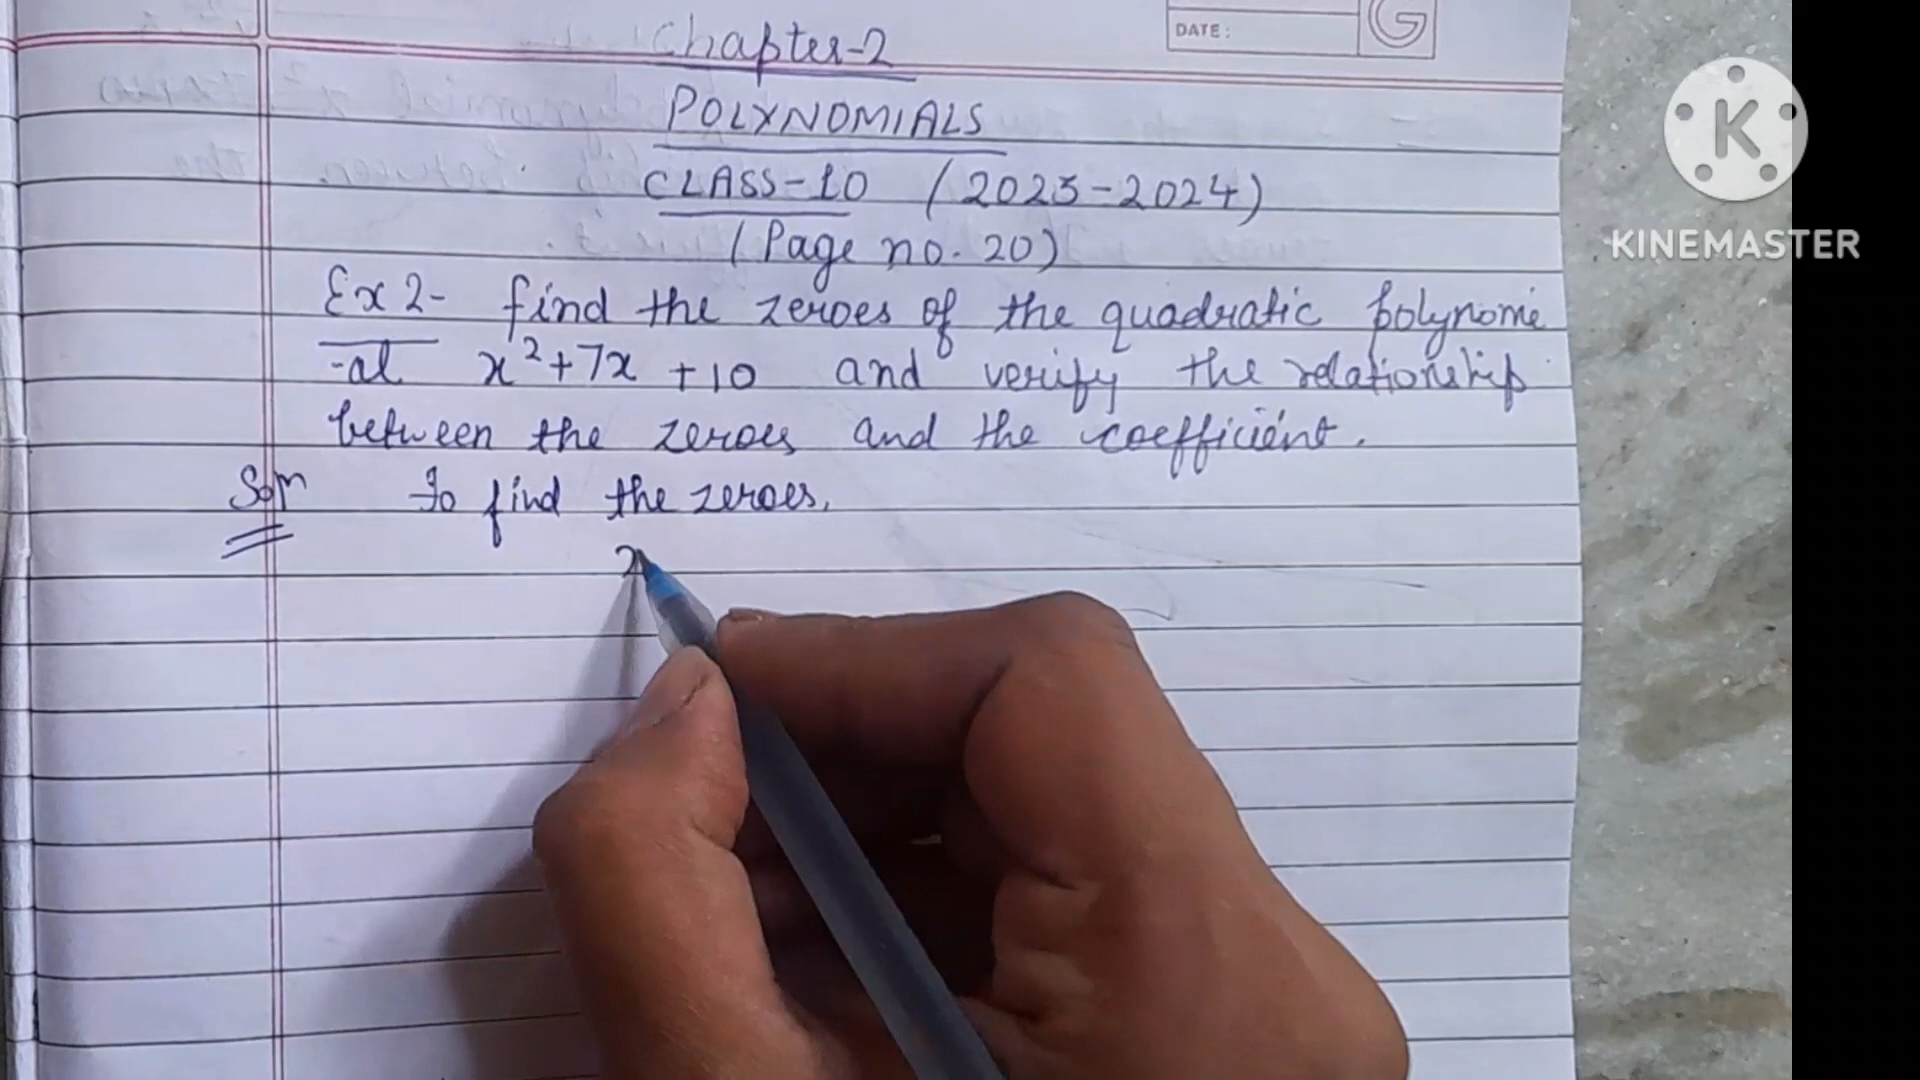 DATE:
Chapter-2
POLYNOMIALS
CLASS-10 (2023-2024)
(Page no. 20)
Ex 2- find the zeroes of the quadratic polynomi
-al x²+7x +10 and verify the relationship
between the zeroes and the coefficient.
Soln To find the zeroes,
x
KINEMASTER